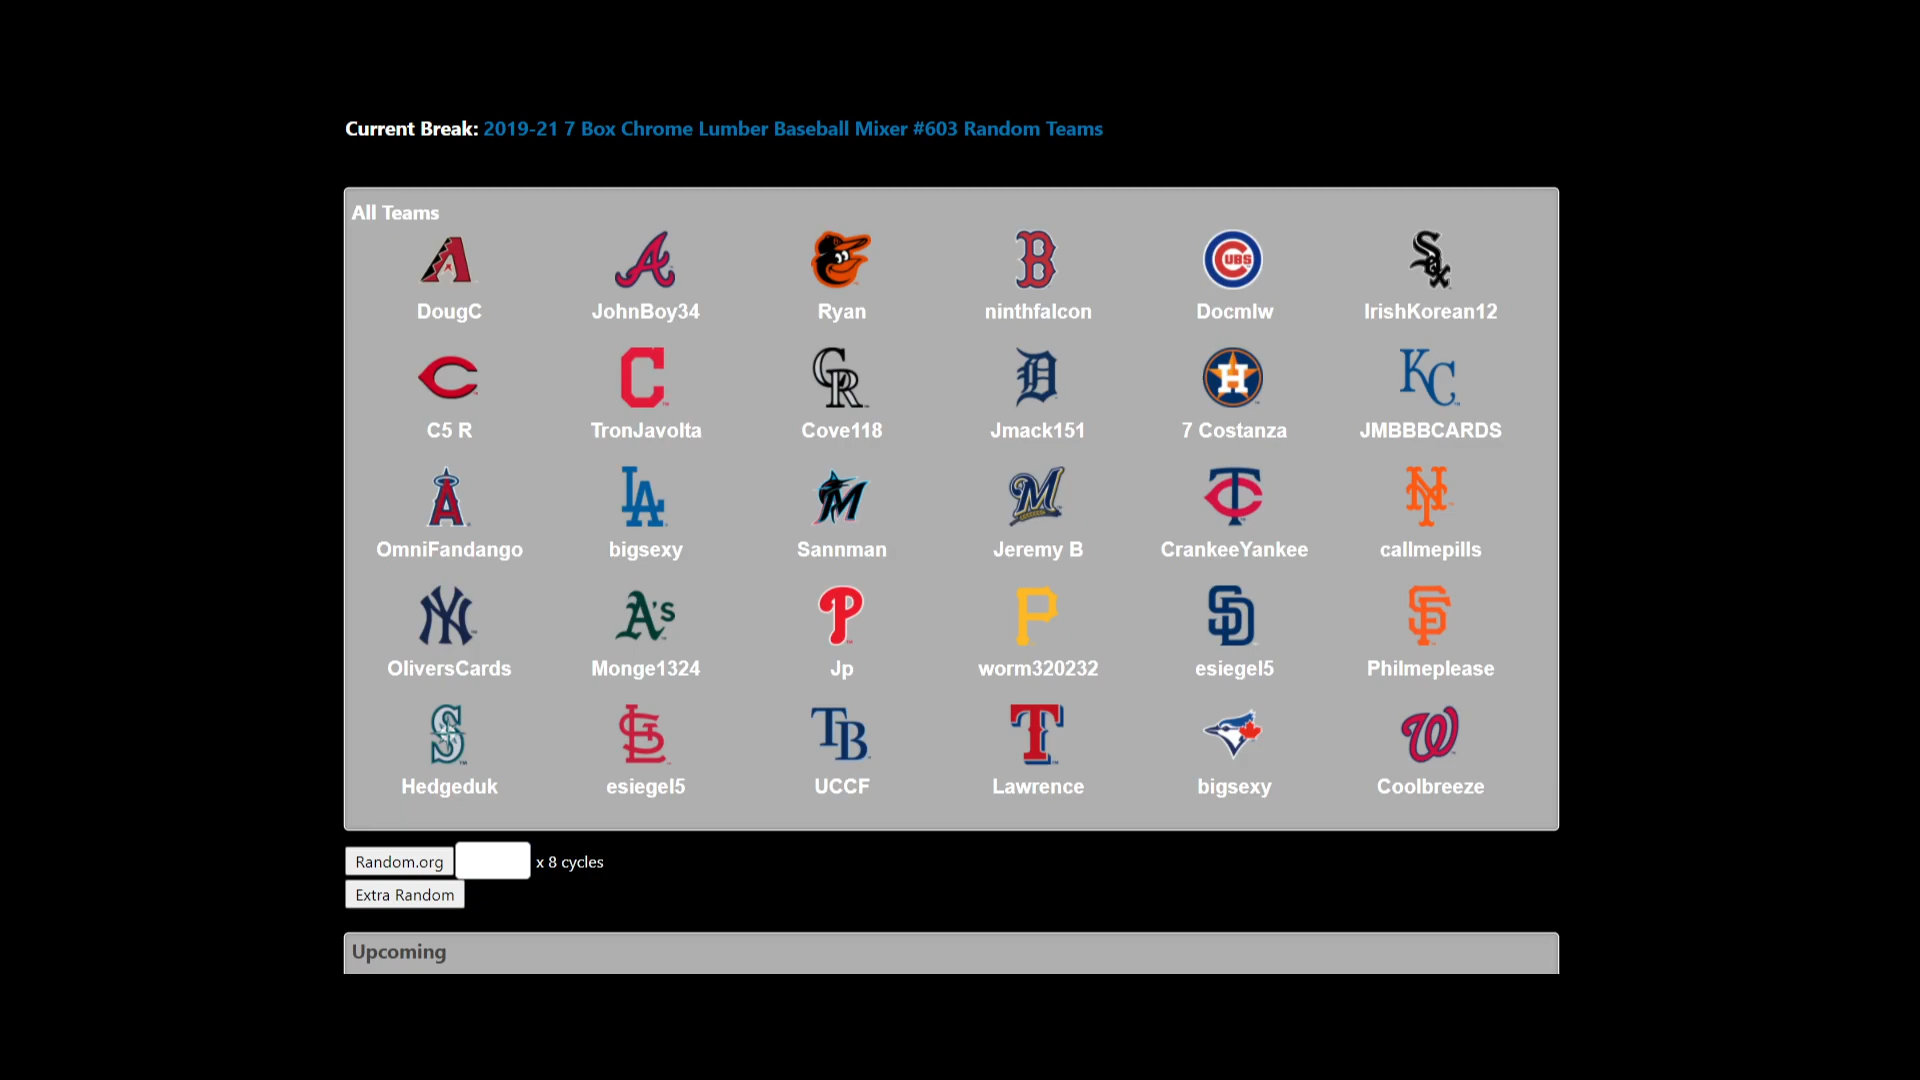 Current Break: 2019-21 7 Box Chrome Lumber Baseball Mixer #603 Random Teams
All Teams
DougC JohnBoy34 Ryan ninthfalcon Docmlw IrishKorean12
C5 R TronJavolta Cove118 Jmack151 7 Costanza JMBBBCARDS
OmniFandango bigsexy Sannman Jeremy B CrankeeYankee callmepills
OliversCards Monge1324 Jp worm320232 esiegel5 Philmeplease
Hedgeduk esiegel5 UCCF Lawrence bigsexy Coolbreeze
Random.org x 8 cycles
Extra Random
Upcoming